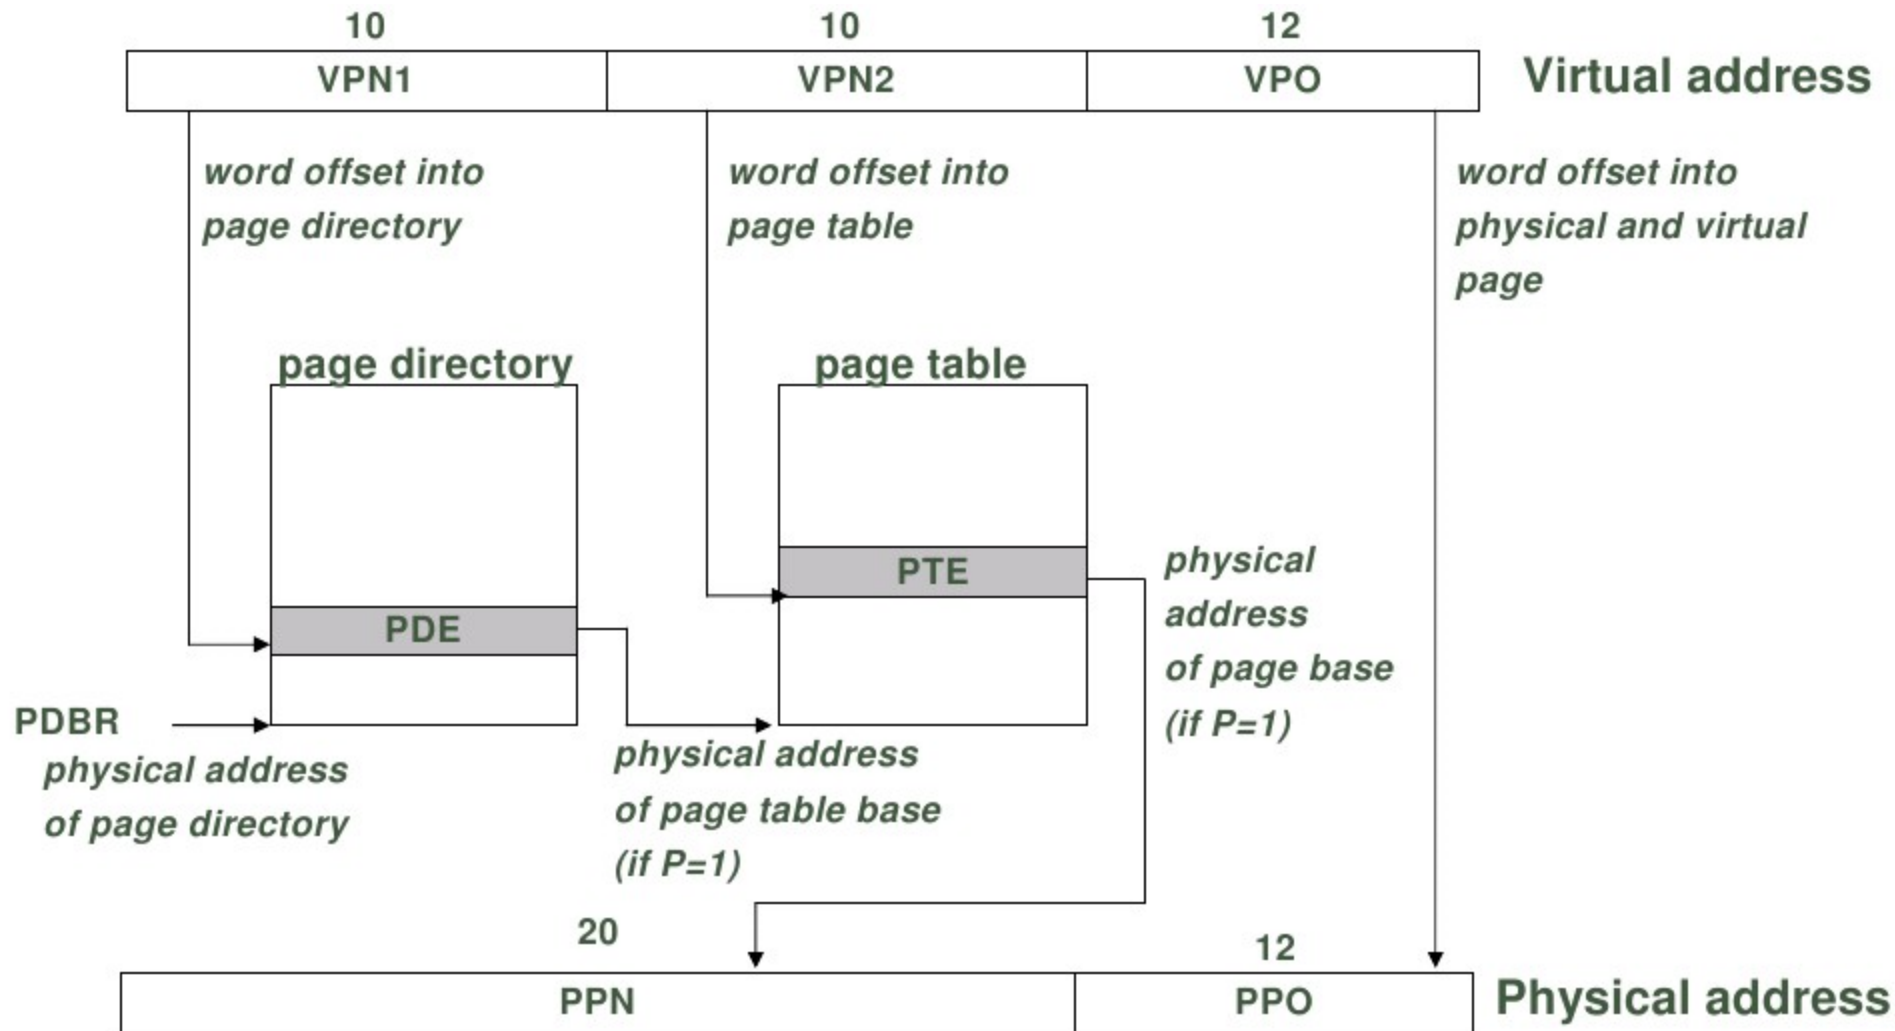 10
10
12
VPN1
VPN2
VPO
Virtual address
word offset into
page directory
word offset into
page table
word offset into
physical and virtual
page
page directory
page table
PDE
PTE
physical
address
of page base
(if P=1)
PDBR
physical address
of page directory
physical address
of page table base
(if P=1)
20
12
PPN
PPO
Physical address